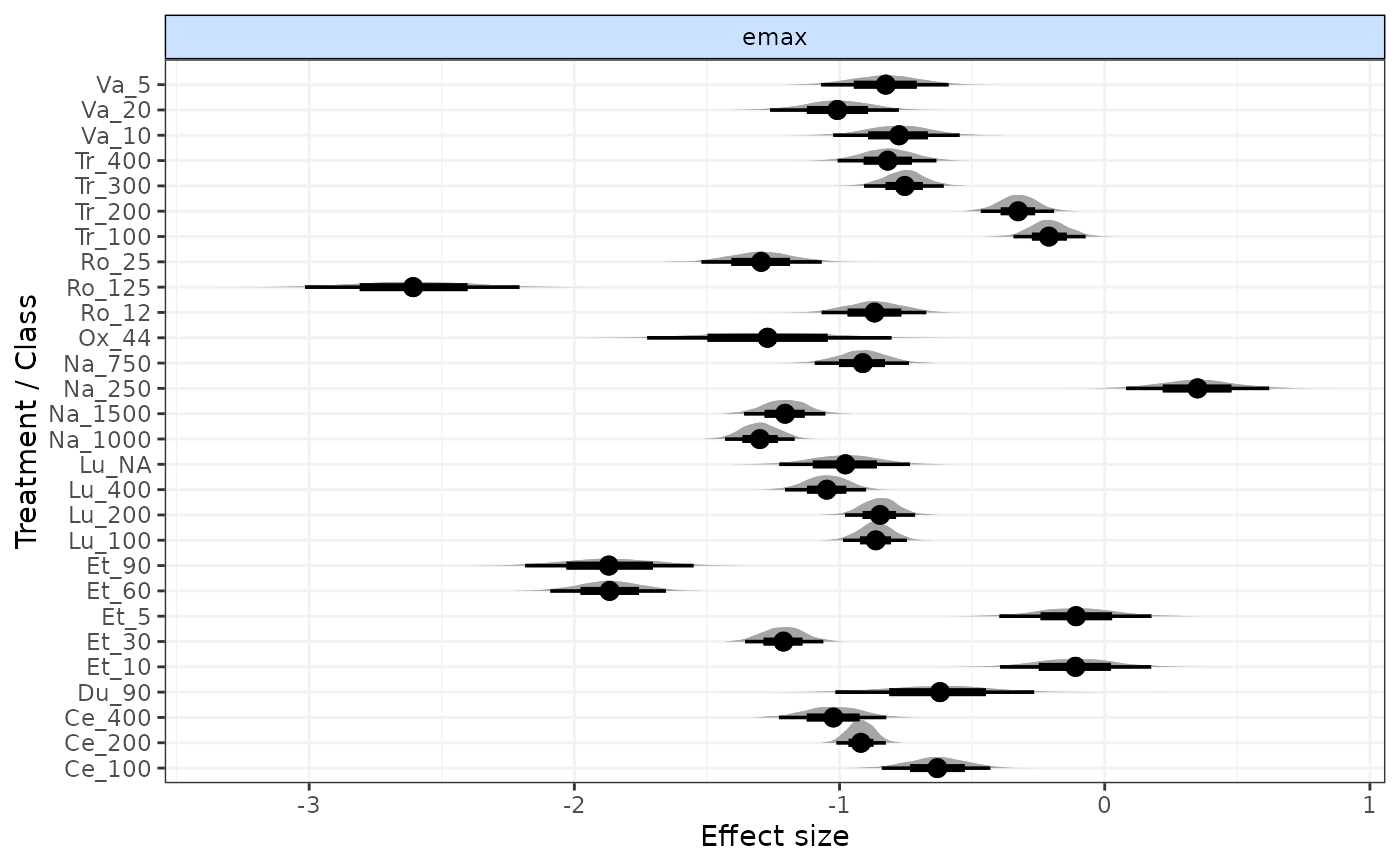 emax
Treatment / Class
Va_5
Va_20
Va_10
Tr_400
Tr_300
Tr_200
Tr_100
Ro_25
Ro_125
Ro_12
Ox_44
Na_750
Na_250
Na_1500
Na_1000
Lu_NA
Lu_400
Lu_200
Lu_100
Et_90
Et_60
Et_5
Et_30
Et_10
Du_90
Ce_400
Ce_200
Ce_100
-3 -2 -1 0 1
Effect size